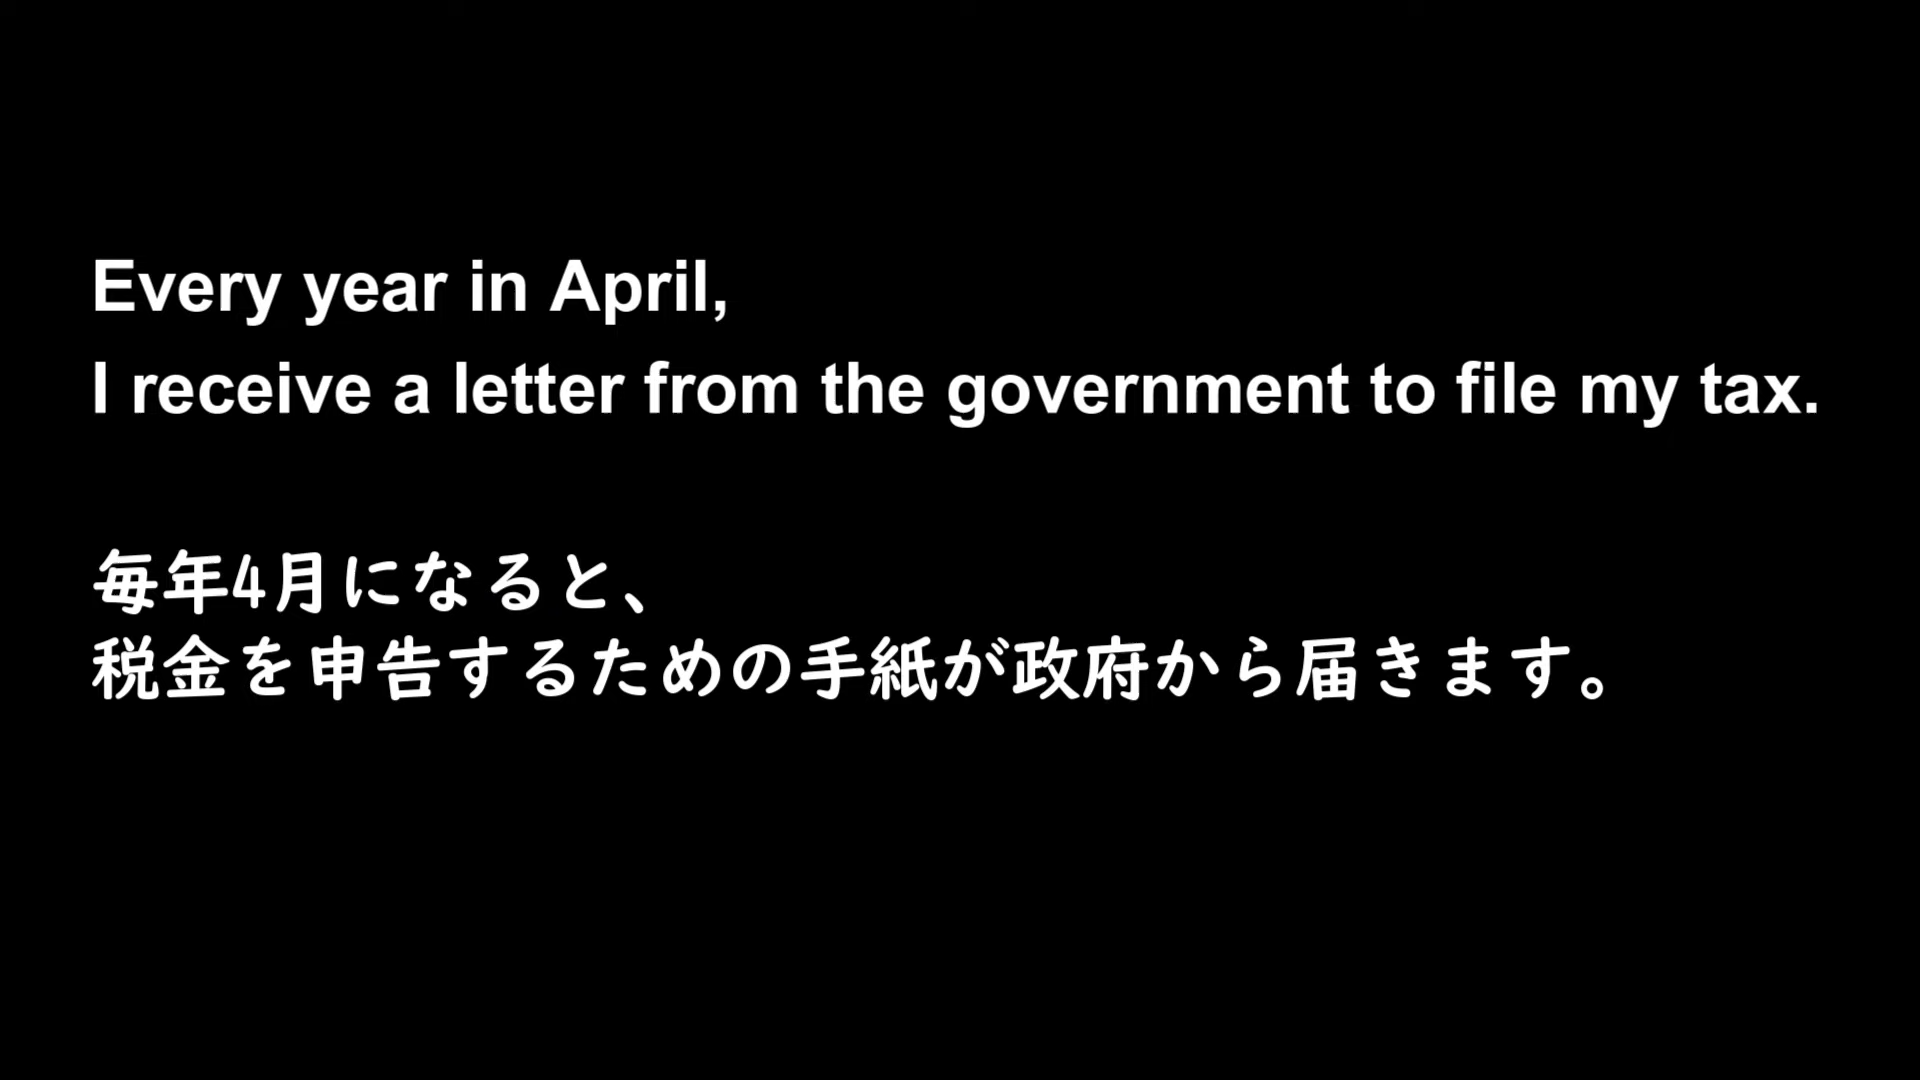 Every year in April,
I receive a letter from the government to file my tax.
毎年4月になると、
税金を申告するための手紙が政府から届きます。